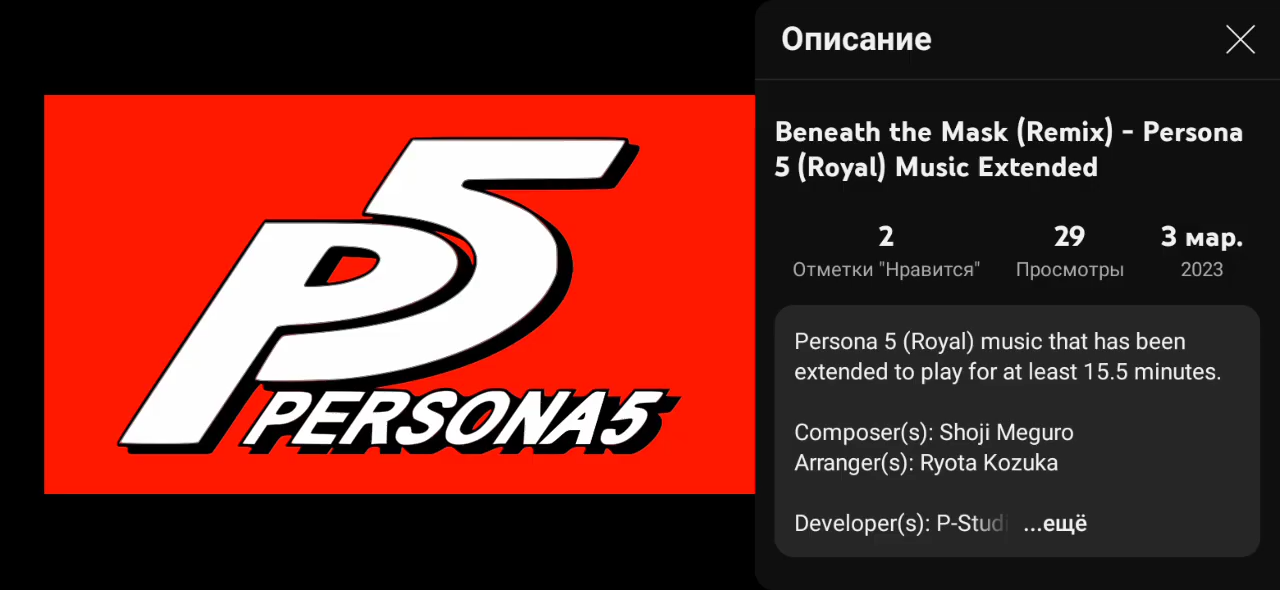 P5
PERSONA5
Описание
Beneath the Mask (Remix) - Persona
5 (Royal) Music Extended
2
29
3 мар.
Отметки "Нравится"
Просмотры
2023
Persona 5 (Royal) music that has been
extended to play for at least 15.5 minutes.
Composer(s): Shoji Meguro
Arranger(s): Ryota Kozuka
Developer(s): P-Studi ...ещё